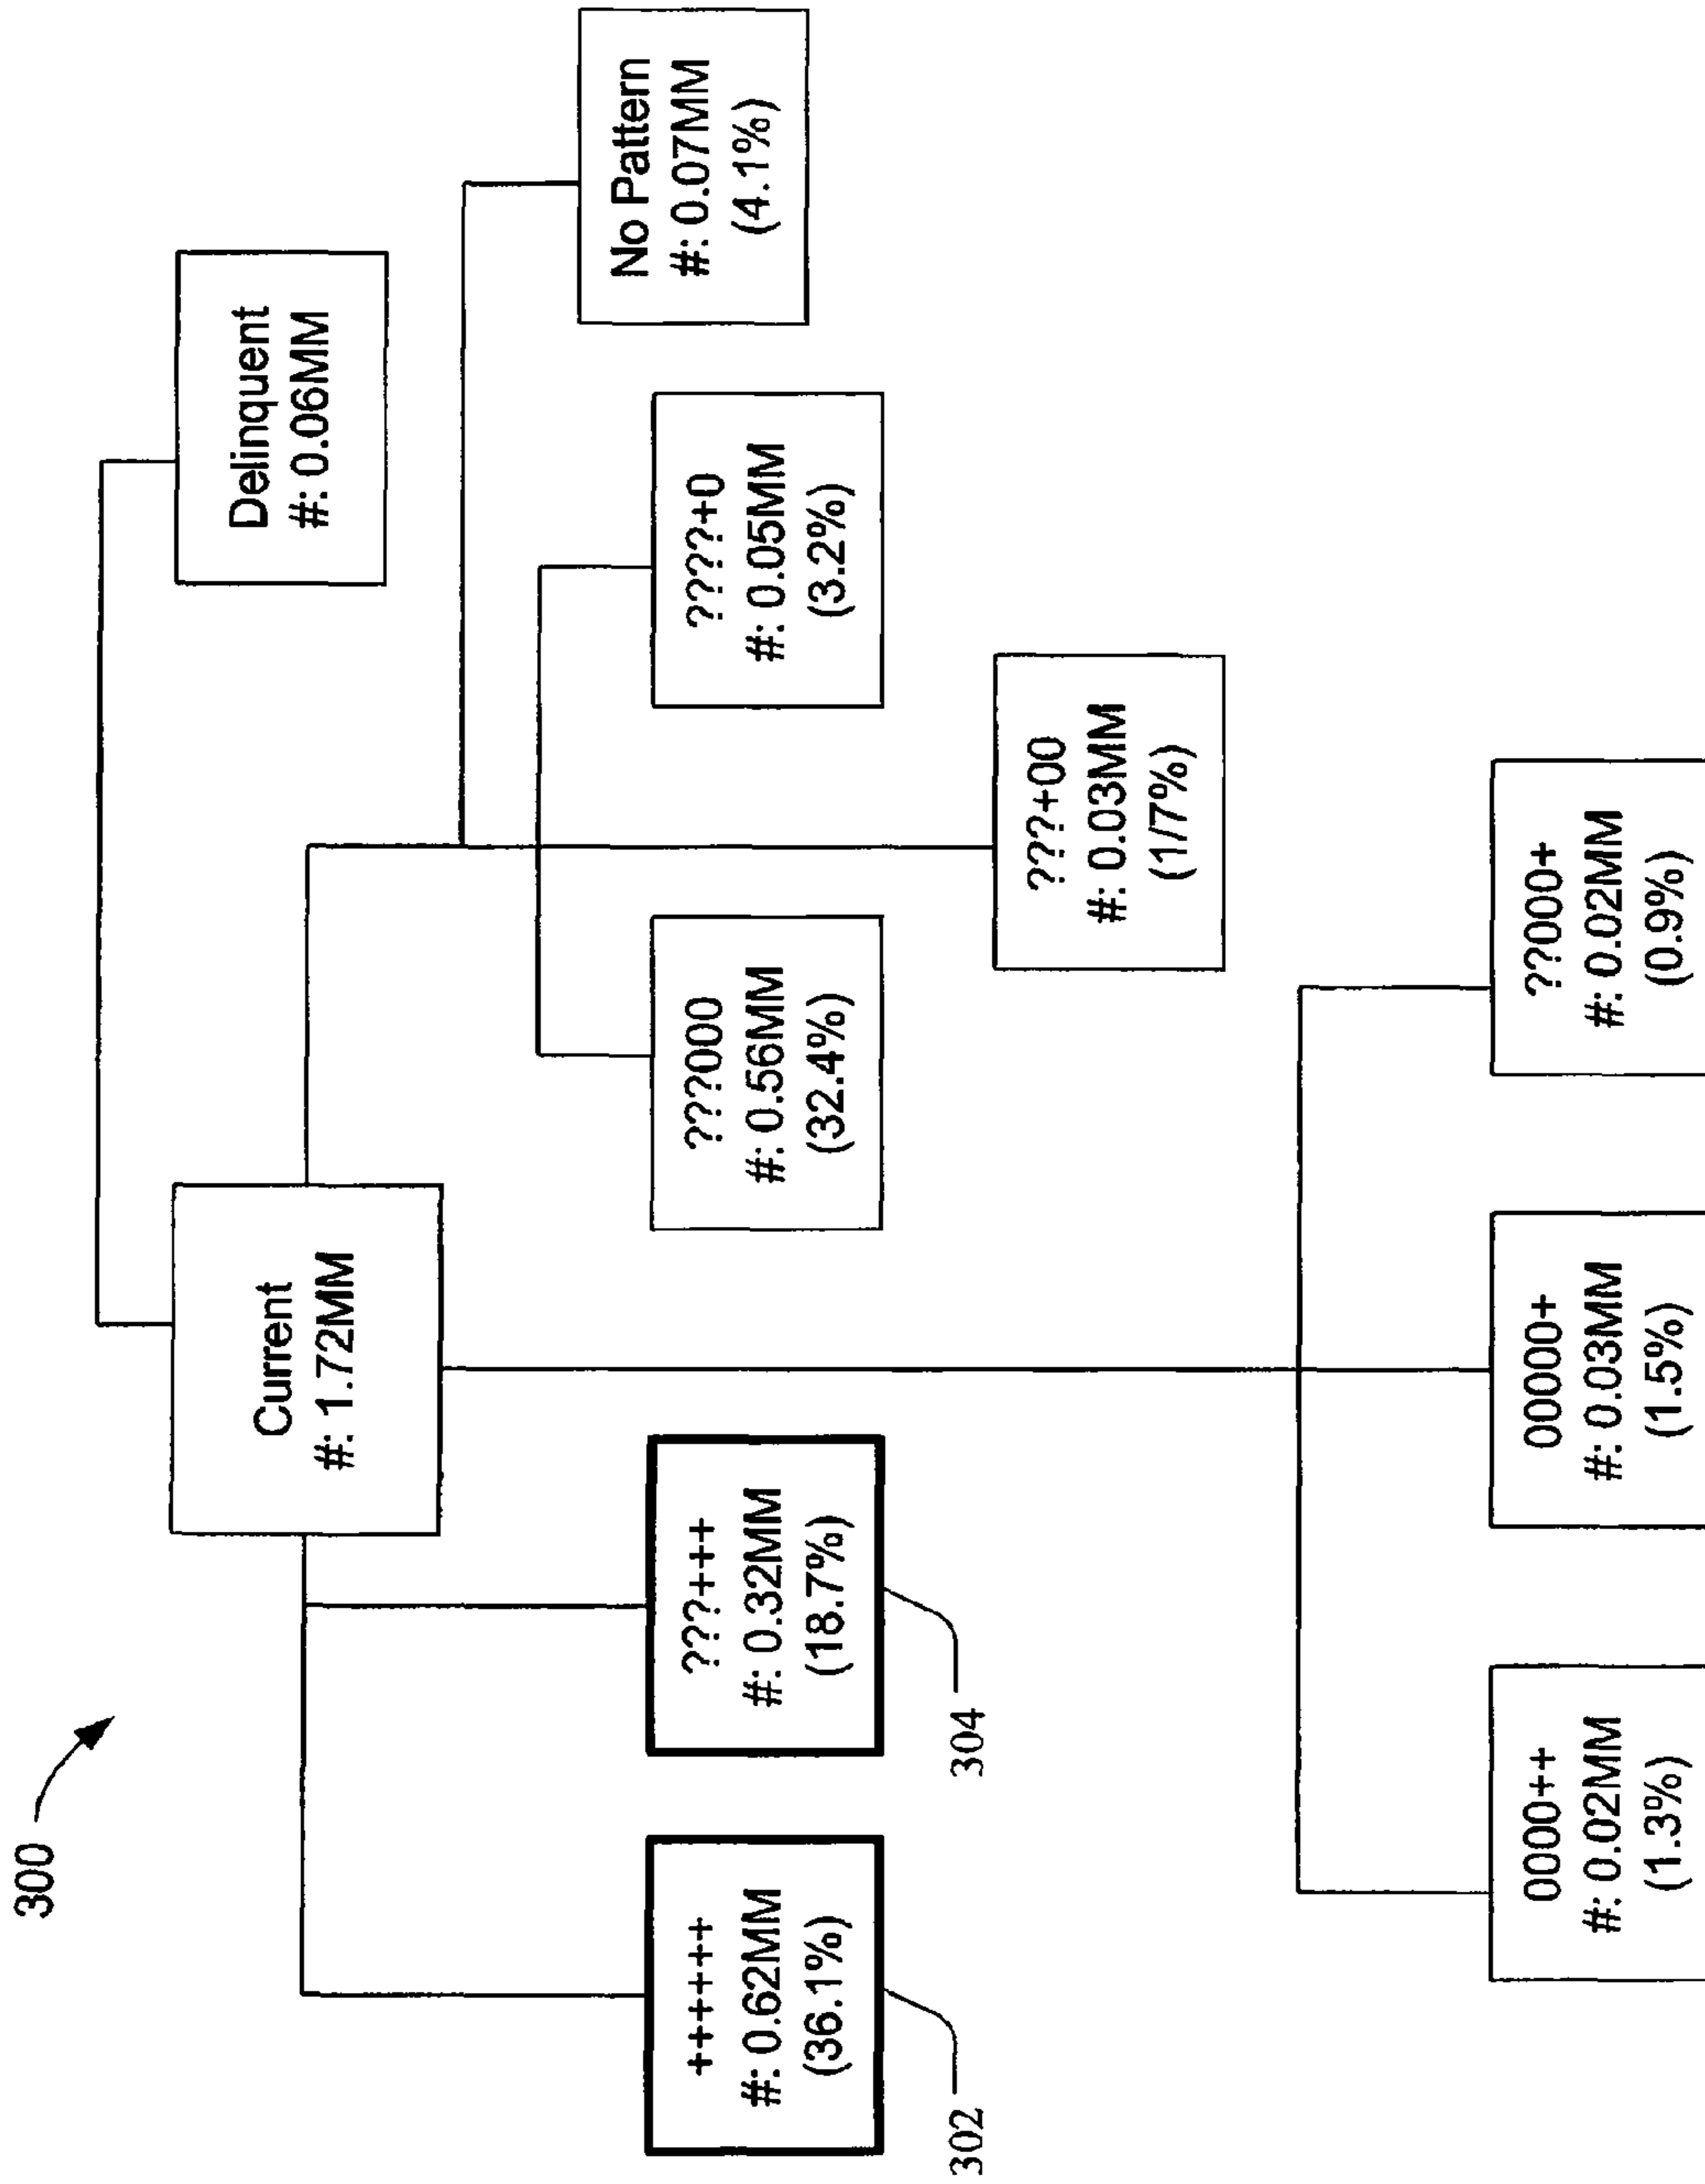 300
Current
#: 1.72MM
Delinquent
#: 0.06MM
++++++
#: 0.62MM
(36.1%)
302
???+++
#: 0.32MM
(18.7%)
304
???000
#: 0.56MM
(32.4%)
????+0
#: 0.05MM
(3.2%)
No Pattern
#: 0.07MM
(4.1%)
???+00
#: 0.03MM
(1/7%)
0000++
#: 0.02MM
(1.3%)
00000+
#: 0.03MM
(1.5%)
??000+
#: 0.02MM
(0.9%)